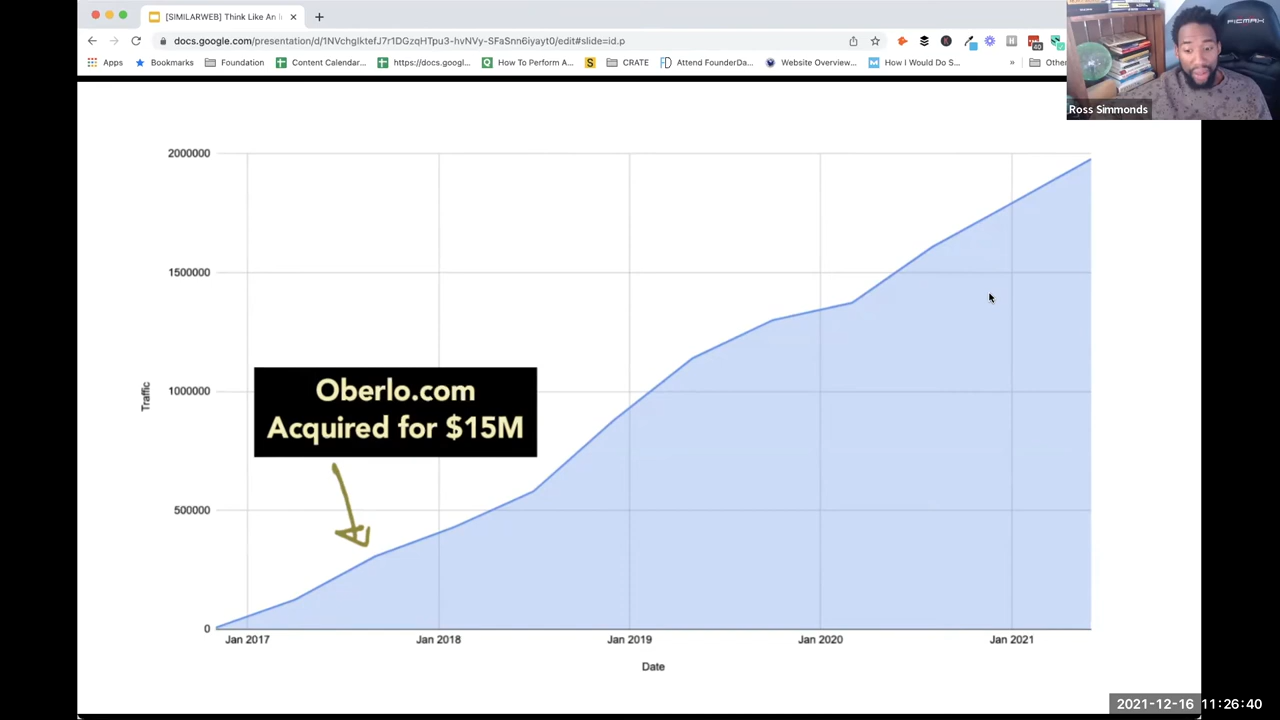 [SIMILARWEB] Think Like An I
docs.google.com/presentation/d/1NVchgIktefJ7r1DGzqHTpu3-hvNVy-SFaSnn6iyayt0/edit#slide=id.p
Apps Bookmarks Foundation Content Calendar... https://docs.googl... How To Perform A... S CRATE Attend FounderDa... Website Overview... How I Would Do S... » Othe
40
PICMAX
Ross Simmonds
2000000
1500000
1000000
500000
0
Traffic
Oberlo.com
Acquired for $15M
Jan 2017 Jan 2018 Jan 2019 Jan 2020 Jan 2021
Date
2021-12-16 11:26:40